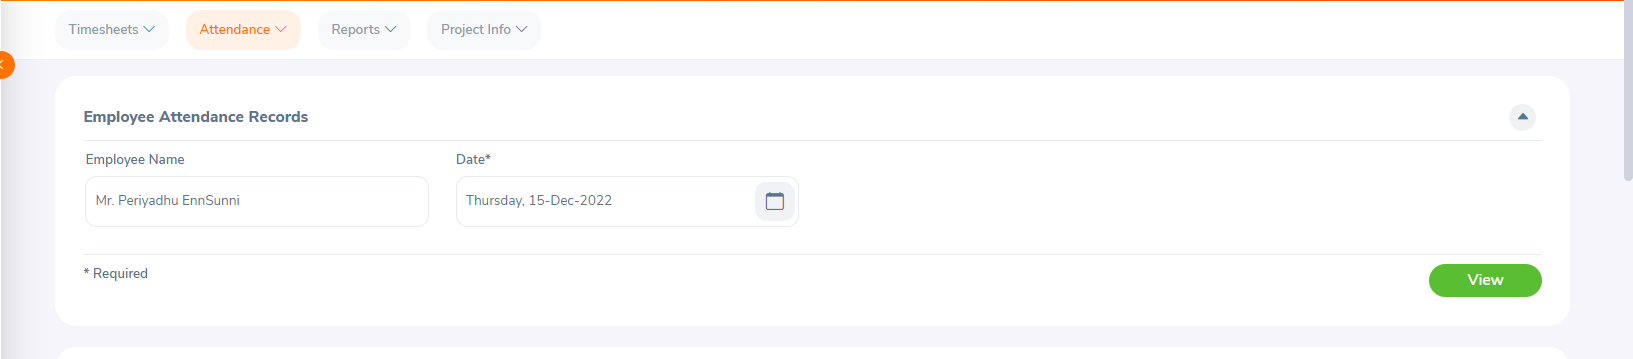 Timesheets Attendance Reports Project Info
Employee Attendance Records
Employee Name Date*
Mr. Periyadhu EnnSunni Thursday, 15-Dec-2022
* Required View